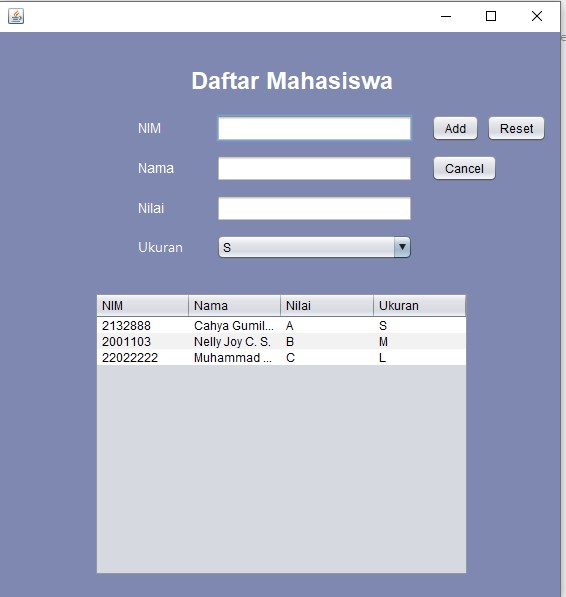 Daftar Mahasiswa
NIM Add Reset
Nama Cancel
Nilai
Ukuran S
NIM Nama Nilai Ukuran
2132888 Cahya Gumil... A S
2001103 Nelly Joy C. S. B M
22022222 Muhammad ... C L